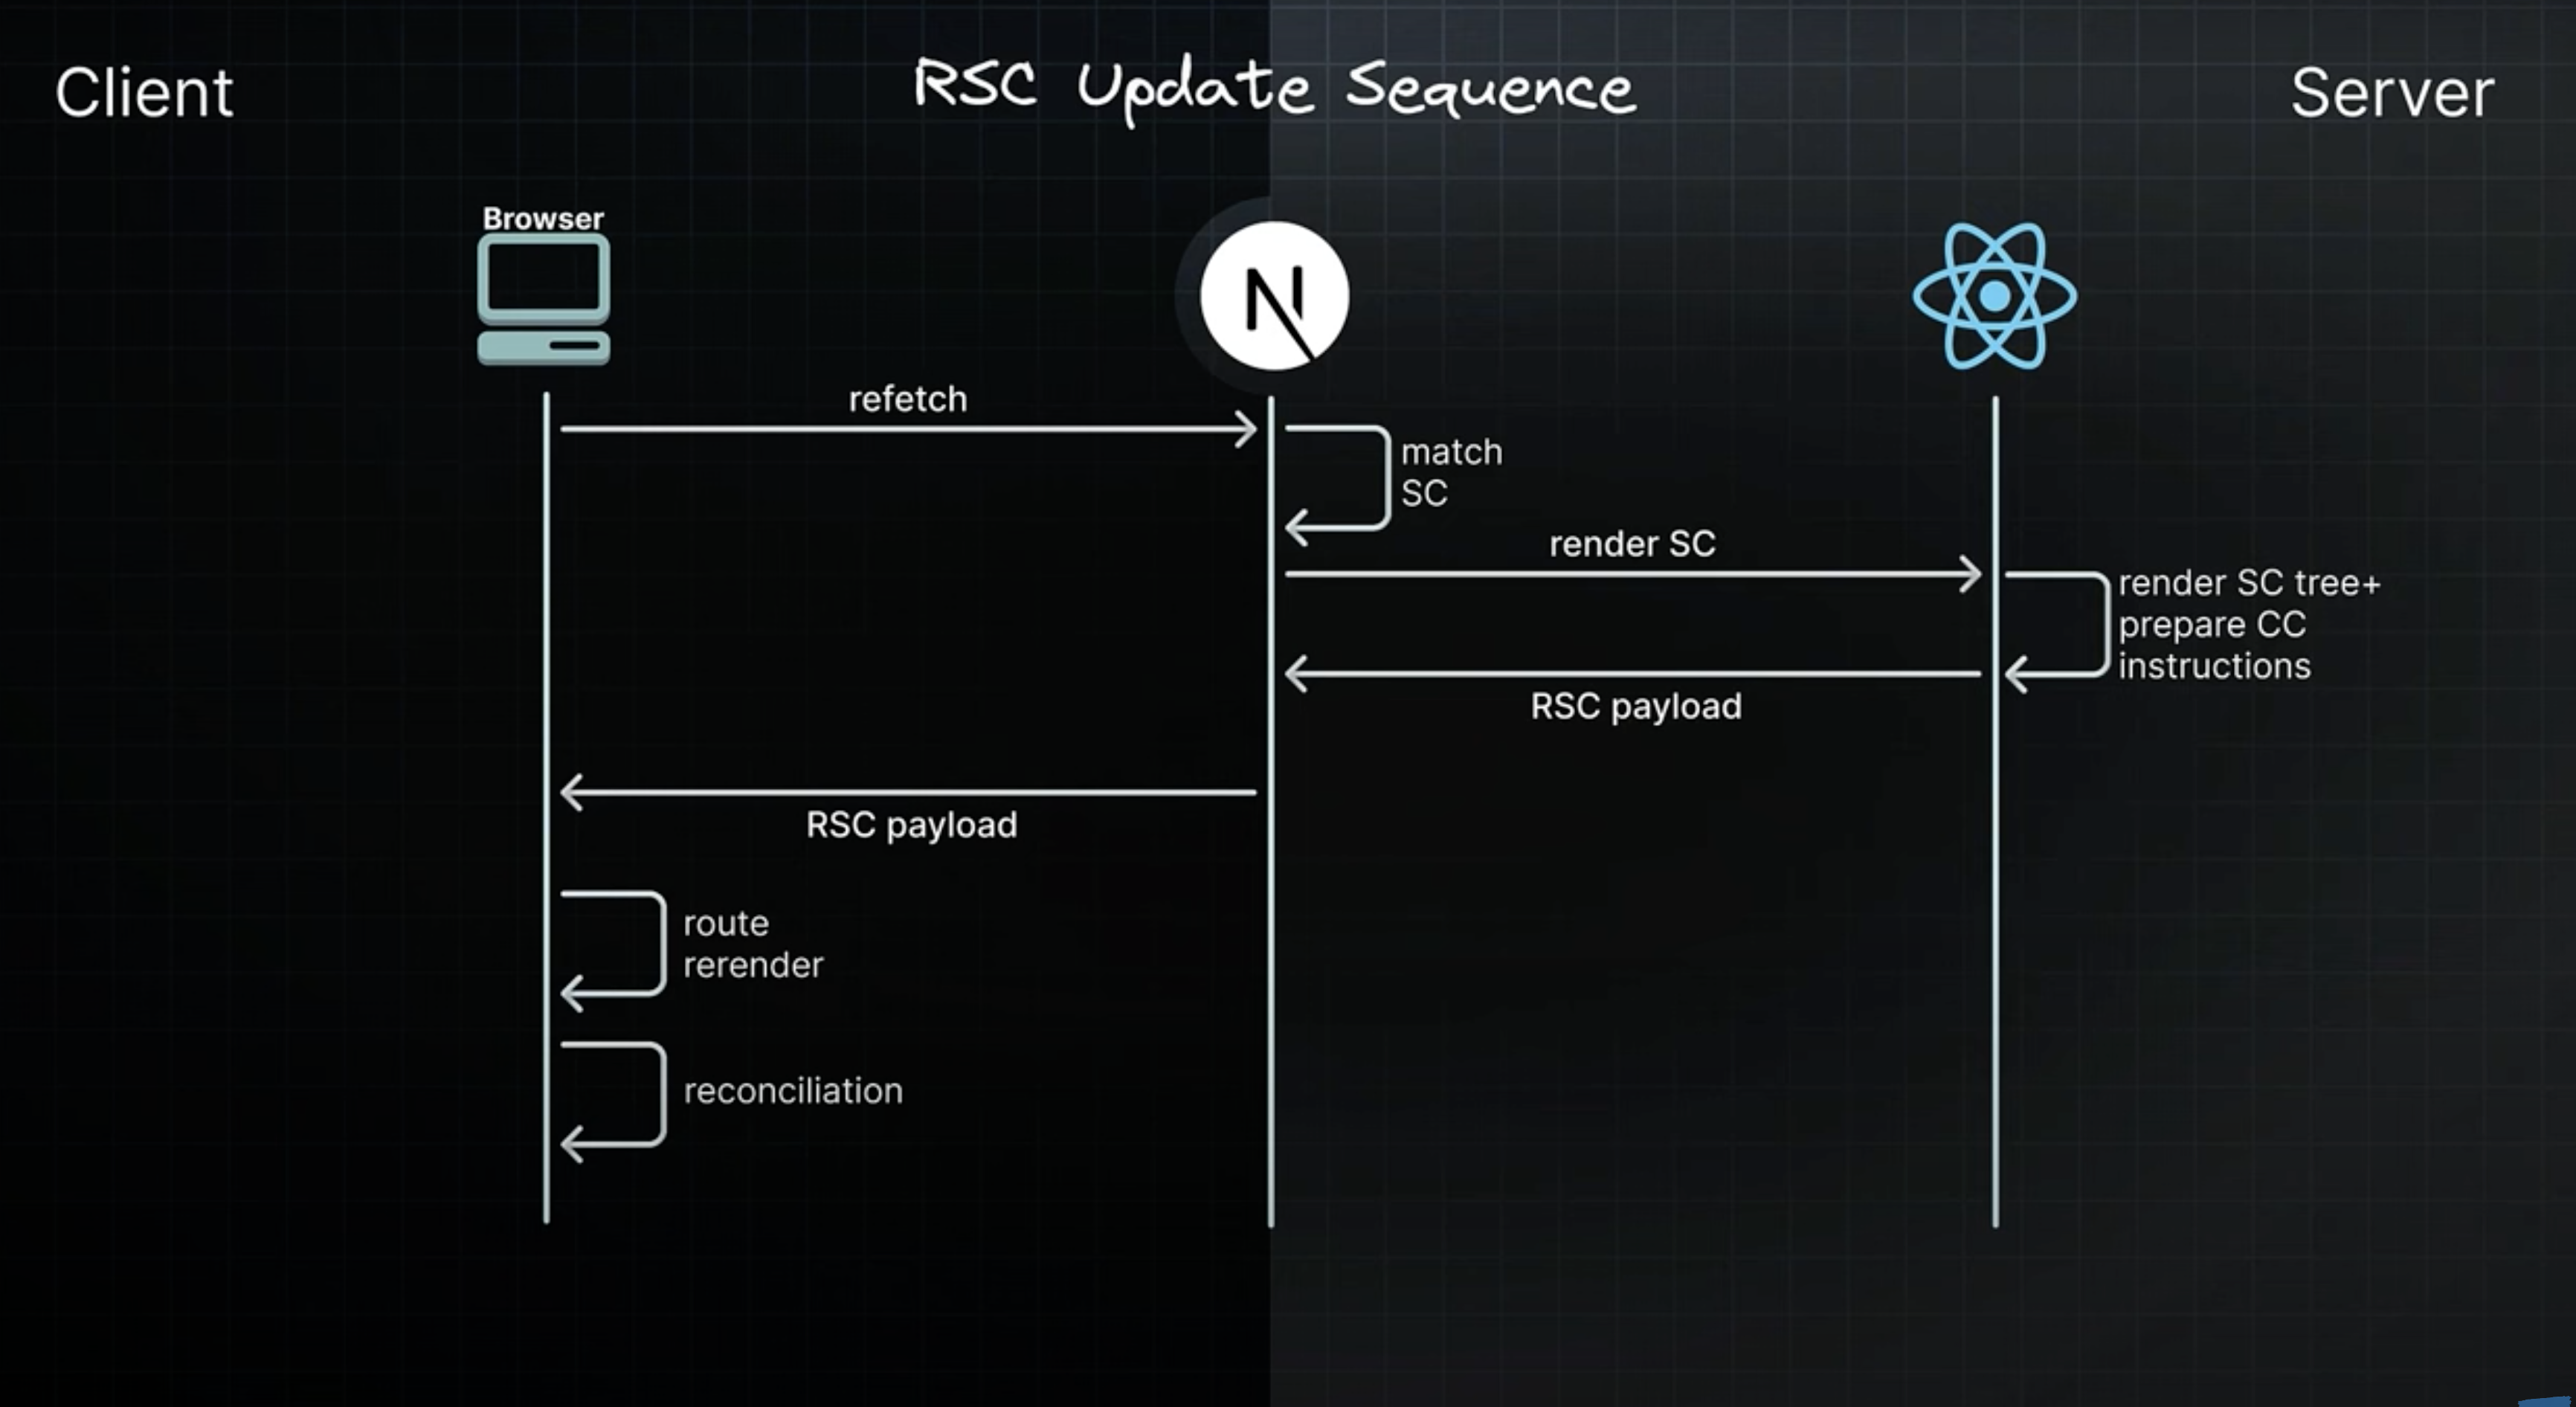 Client
RSC Update Sequence
Server
Browser
refetch
match
SC
render SC
render SC tree+
prepare CC
instructions
RSC payload
RSC payload
route
rerender
reconciliation